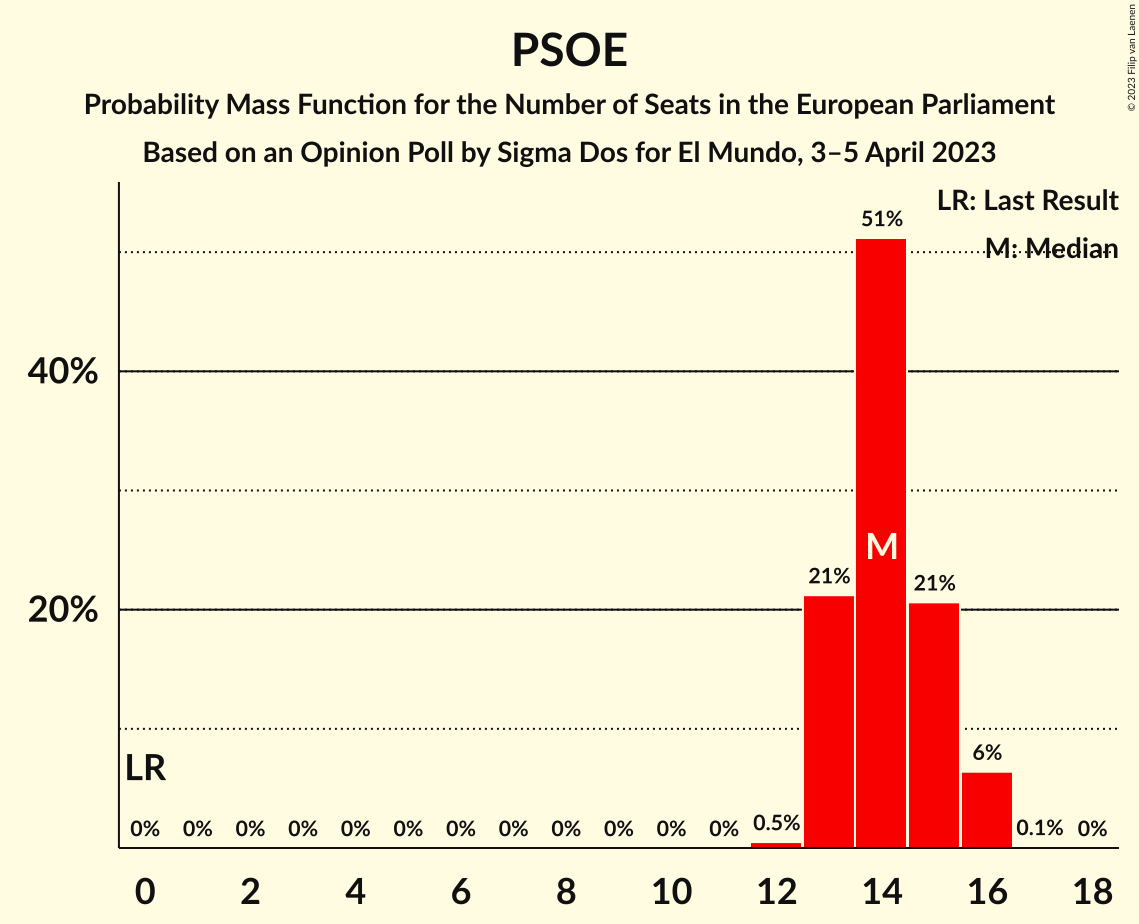 PSOE
Probability Mass Function for the Number of Seats in the European Parliament
Based on an Opinion Poll by Sigma Dos for El Mundo, 3–5 April 2023
© 2023 Filip van Laenen
LR: Last Result
M: Median
51%
40%
M
21%
21%
20%
LR
6%
0% 0% 0% 0% 0% 0% 0% 0% 0% 0% 0% 0% 0.5% 0.1% 0%
0 2 4 6 8 10 12 14 16 18